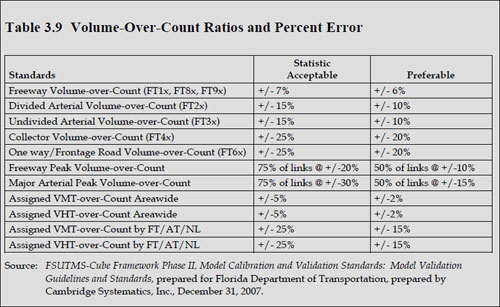 Table 3.9 Volume-Over-Count Ratios and Percent Error
Statistic
Standards Acceptable Preferable
Freeway Volume-over-Count (FT1x, FT8x, FT9x) +/- 7% +/- 6%
Divided Arterial Volume-over-Count (FT2x) +/- 15% +/- 10%
Undivided Arterial Volume-over-Count (FT3x) +/- 15% +/- 10%
Collector Volume-over-Count (FT4x) +/- 25% +/- 20%
One way/Frontage Road Volume-over-Count (FT6x) +/- 25% +/- 20%
Freeway Peak Volume-over-Count 75% of links @ +/-20% 50% of links @ +/-10%
Major Arterial Peak Volume-over-Count 75% of links @ +/-30% 50% of links @ +/-15%
Assigned VMT-over-Count Areawide +/-5% +/-2%
Assigned VHT-over-Count Areawide +/-5% +/-2%
Assigned VMT-over-Count by FT/AT/NL +/- 25% +/- 15%
Assigned VHT-over-Count by FT/AT/NL +/- 25% +/- 15%
Source: FSUTMS-Cube Framework Phase II, Model Calibration and Validation Standards: Model Validation
Guidelines and Standards, prepared for Florida Department of Transportation, prepared by
Cambridge Systematics, Inc., December 31, 2007.